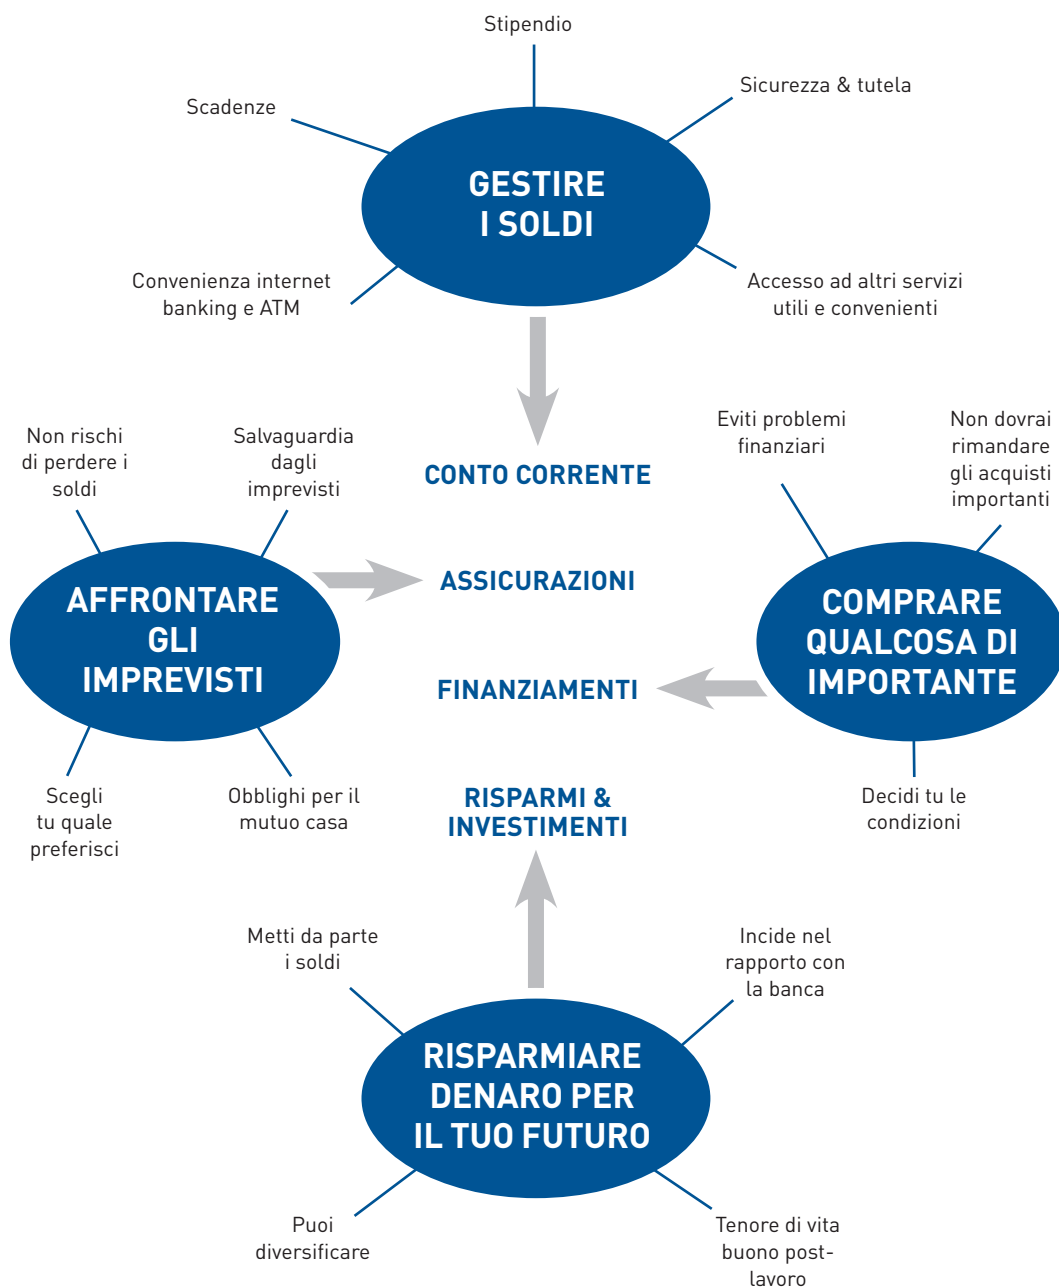 Stipendio
Sicurezza & tutela
Scadenze
GESTIRE
I SOLDI
Convenienza internet
banking e ATM
Accesso ad altri servizi
utili e convenienti
Non rischi
di perdere i
soldi
Salvaguardia
dagli
imprevisti
CONTO CORRENTE
Eviti problemi
finanziari
Non dovrai
rimandare
gli acquisti
importanti
AFFRONTARE
GLI
IMPREVISTI
ASSICURAZIONI
COMPRARE
QUALCOSA DI
IMPORTANTE
FINANZIAMENTI
Scegli
tu quale
preferisci
Obblighi per il
mutuo casa
RISPARMI &
INVESTIMENTI
Decidi tu le
condizioni
Metti da parte
i soldi
Incide nel
rapporto con
la banca
RISPARMIARE
DENARO PER
IL TUO FUTURO
Puoi
diversificare
Tenore di vita
buono post-
lavoro